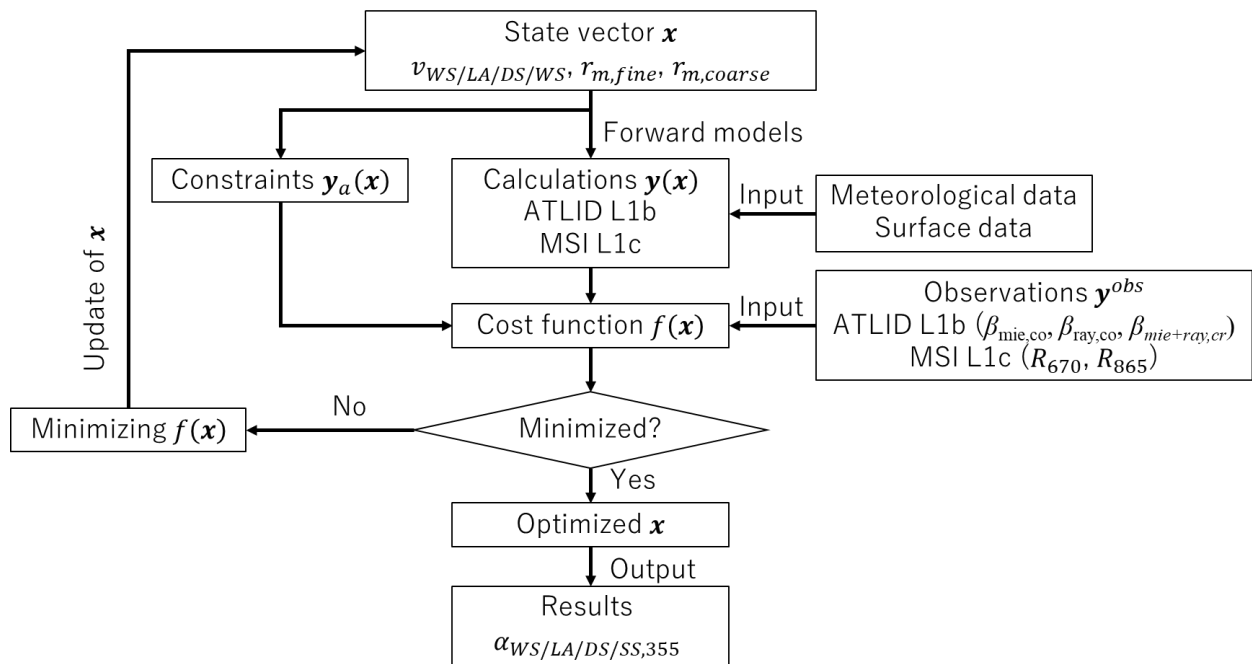 State vector x
v_{WS/LA/DS/WS}, r_{m,fine}, r_{m,coarse}
Forward models
Constraints y_a(x)
Calculations y(x)
ATLID L1b
MSI L1c
Input
Meteorological data
Surface data
Update of x
Cost function f(x)
Input
Observations y^{obs}
ATLID L1b (β_{mie,co}, β_{ray,co}, β_{mie+ray,cr})
MSI L1c (R_{670}, R_{865})
Minimizing f(x)
No
Minimized?
Yes
Optimized x
Output
Results
α_{WS/LA/DS/SS,355}